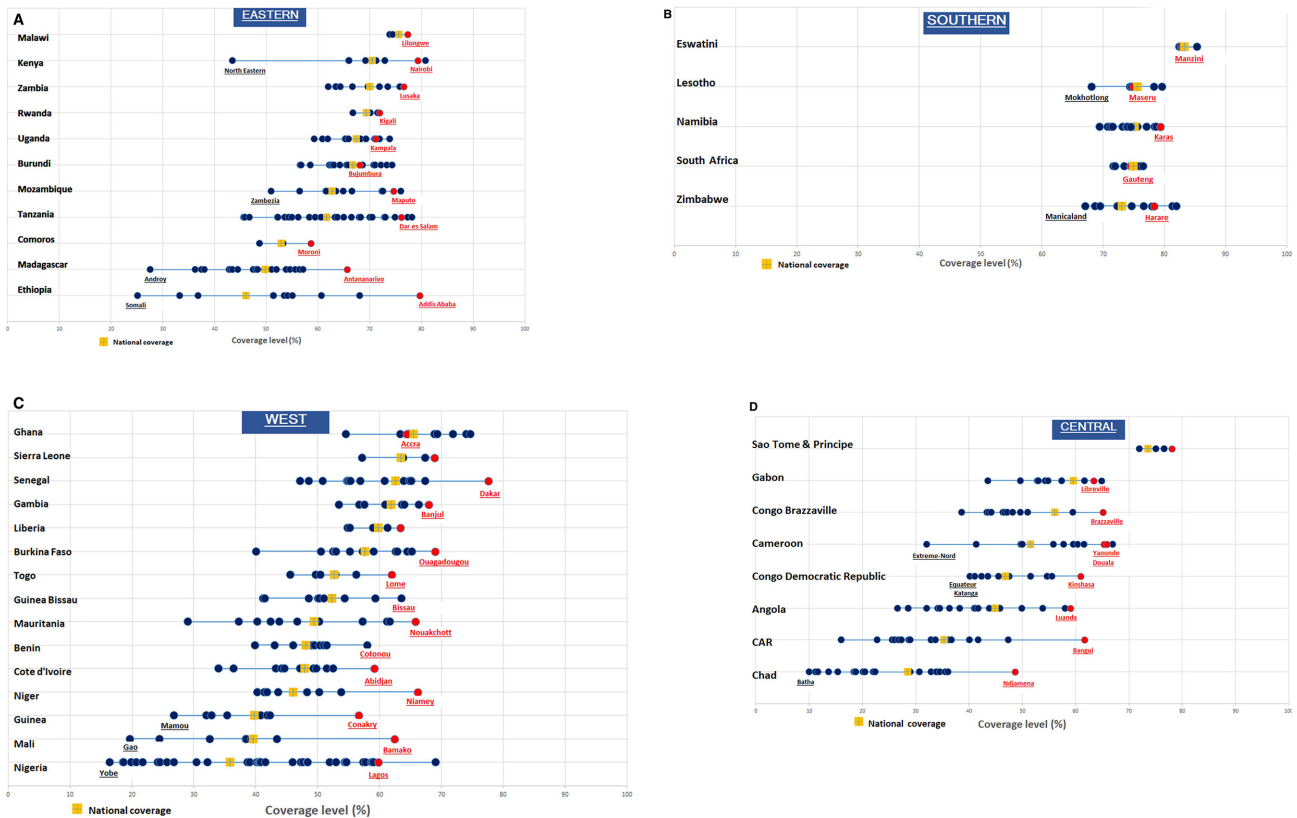 A
EASTERN
Malawi
Lilongwe
Kenya
North Eastern
Nairobi
Zambia
Lusaka
Rwanda
Kigali
Uganda
Kampala
Burundi
Bujumbura
Mozambique
Zambezia
Maputo
Tanzania
Dar es Salam
Comoros
Moroni
Madagascar
Androy
Antananarivo
Ethiopia
Somali
Addis Ababa
0 10 20 30 40 50 60 70 80 90 100
National coverage
Coverage level (%)
B
SOUTHERN
Eswatini
Manzini
Lesotho
Mokhotlong
Maseru
Namibia
Karas
South Africa
Gauteng
Zimbabwe
Manicaland
Harare
0 10 20 30 40 50 60 70 80 90 100
National coverage
Coverage level (%)
C
WEST
Ghana
Accra
Sierra Leone
Senegal
Dakar
Gambia
Banjul
Liberia
Burkina Faso
Ouagadougou
Togo
Lome
Guinea Bissau
Bissau
Mauritania
Nouakchott
Benin
Cotonou
Cote d'Ivoire
Abidjan
Niger
Niamey
Guinea
Mamou
Conakry
Mali
Gao
Bamako
Nigeria
Yobe
Lagos
0 10 20 30 40 50 60 70 80 90 100
National coverage
Coverage level (%)
D
CENTRAL
Sao Tome & Principe
Gabon
Libreville
Congo Brazzaville
Brazzaville
Cameroon
Extreme-Nord
Yaounde
Douala
Congo Democratic Republic
Equateur
Katanga
Kinshasa
Angola
Luanda
CAR
Bangui
Chad
Batha
Ndjamena
0 10 20 30 40 50 60 70 80 90 100
National coverage
Coverage level (%)